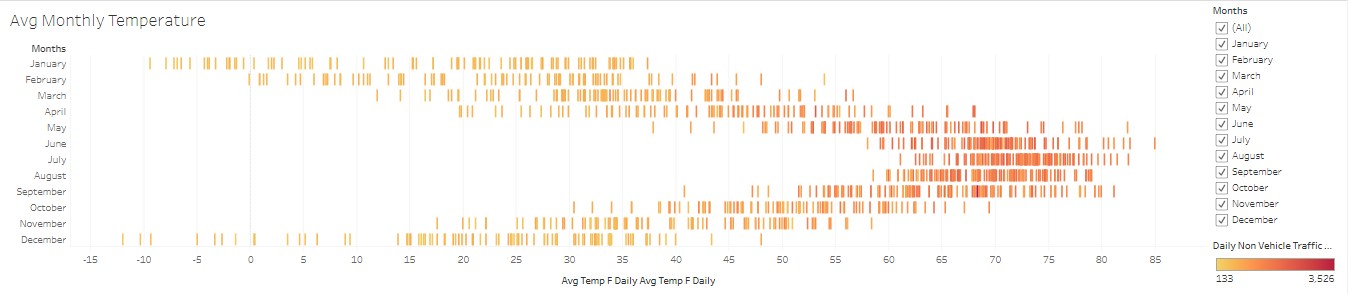 Avg Monthly Temperature
Months
January
February
March
April
May
June
July
August
September
October
November
December
-15 -10 -5 0 5 10 15 20 25 30 35 40 45 50 55 60 65 70 75 80 85
Avg Temp F Daily Avg Temp F Daily
Months
(All)
January
February
March
April
May
June
July
August
September
October
November
December
Daily Non Vehicle Traffic ...
133 3,526